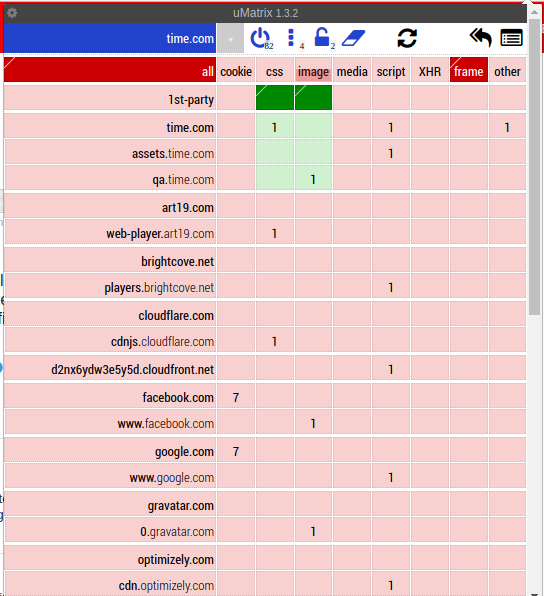 uMatrix 1.3.2
time.com 82 4 2
all cookie css image media script XHR frame other
1st-party
time.com 1 1 1
assets.time.com 1
qa.time.com 1
art19.com
web-player.art19.com 1
brightcove.net
players.brightcove.net 1
cloudflare.com
cdnjs.cloudflare.com 1
d2nx6ydw3e5y5d.cloudfront.net 1
facebook.com 7
www.facebook.com 1
google.com 7
www.google.com 1
gravatar.com
0.gravatar.com 1
optimizely.com
cdn.optimizely.com 1